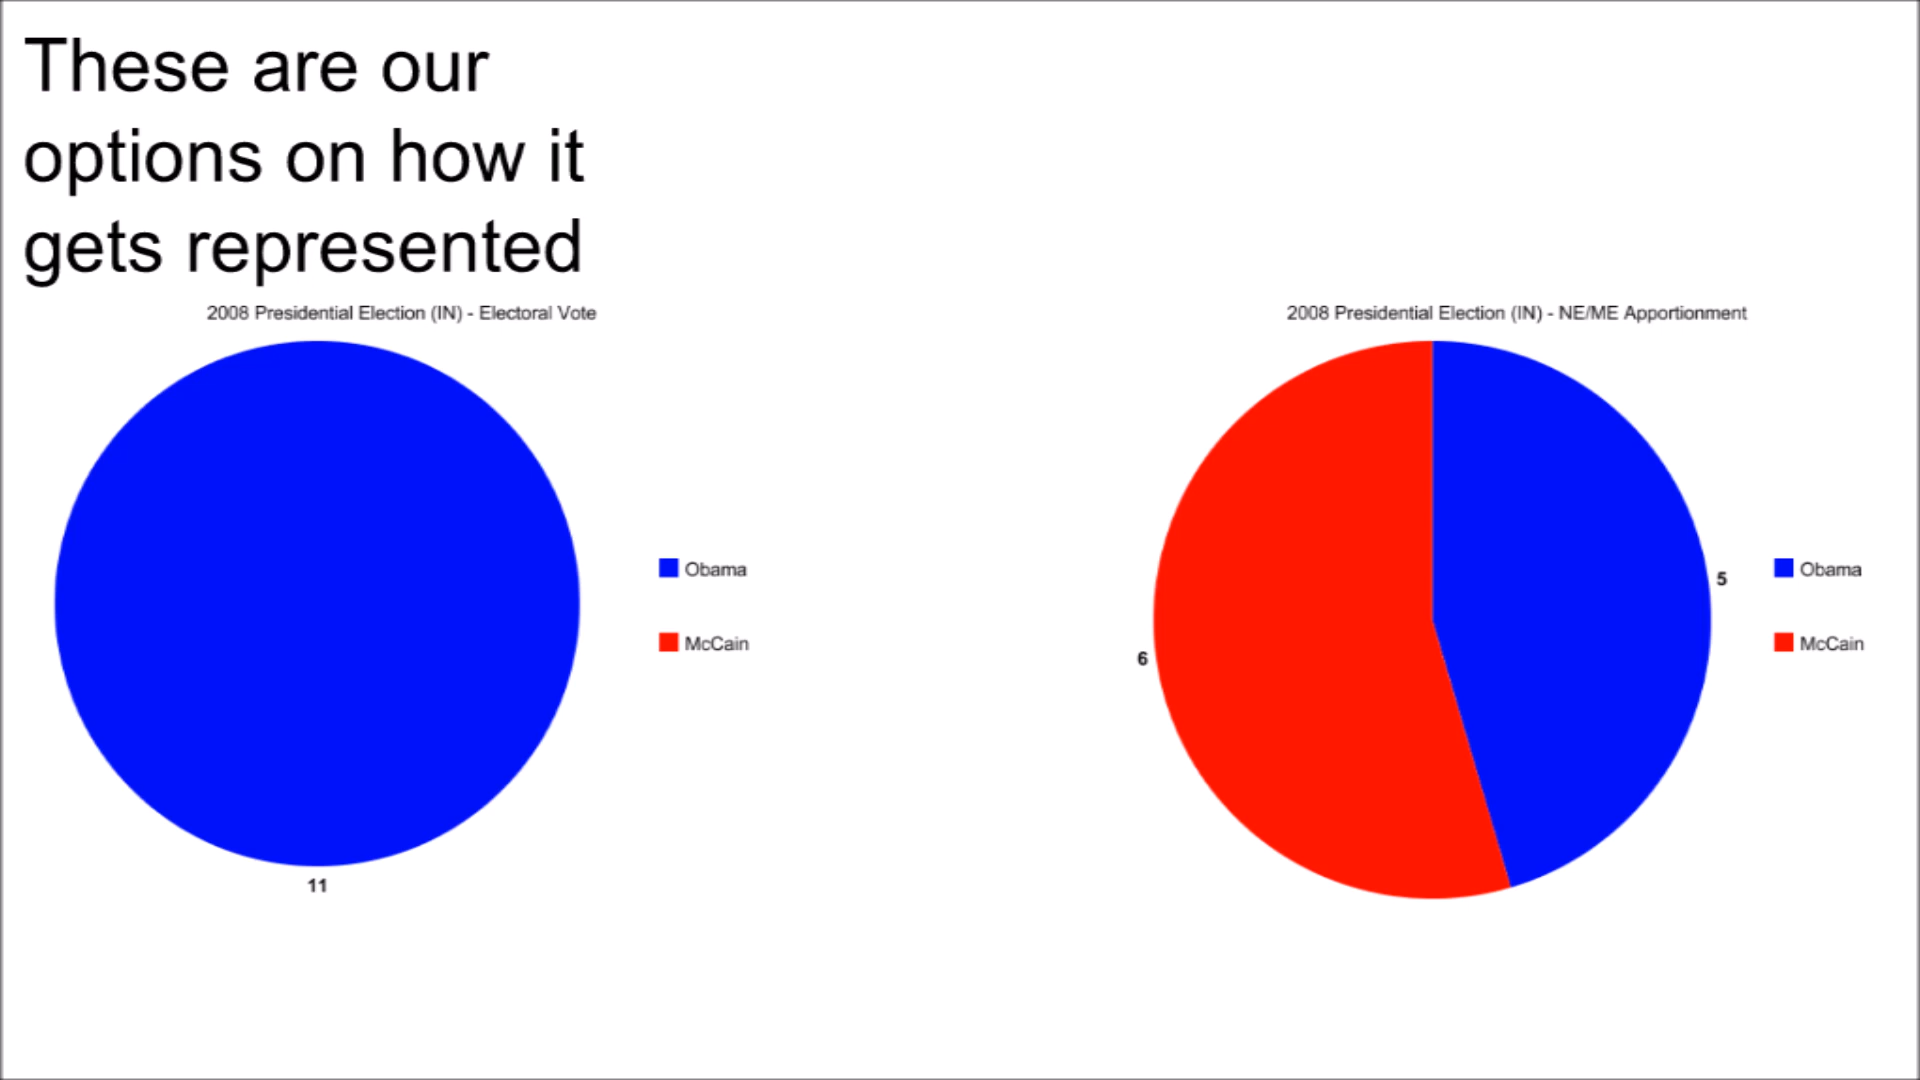 These are our
options on how it
gets represented
2008 Presidential Election (IN) - Electoral Vote
Obama
McCain
11
2008 Presidential Election (IN) - NE/ME Apportionment
5
6
Obama
McCain